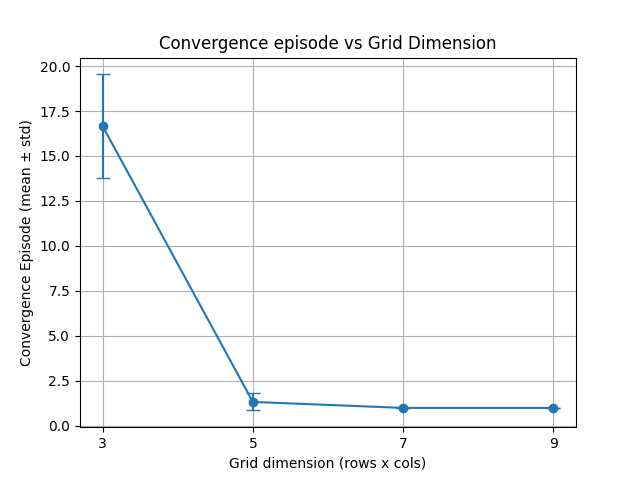 Convergence episode vs Grid Dimension
Convergence Episode (mean ± std)
20.0
17.5
15.0
12.5
10.0
7.5
5.0
2.5
0.0
3 5 7 9
Grid dimension (rows x cols)